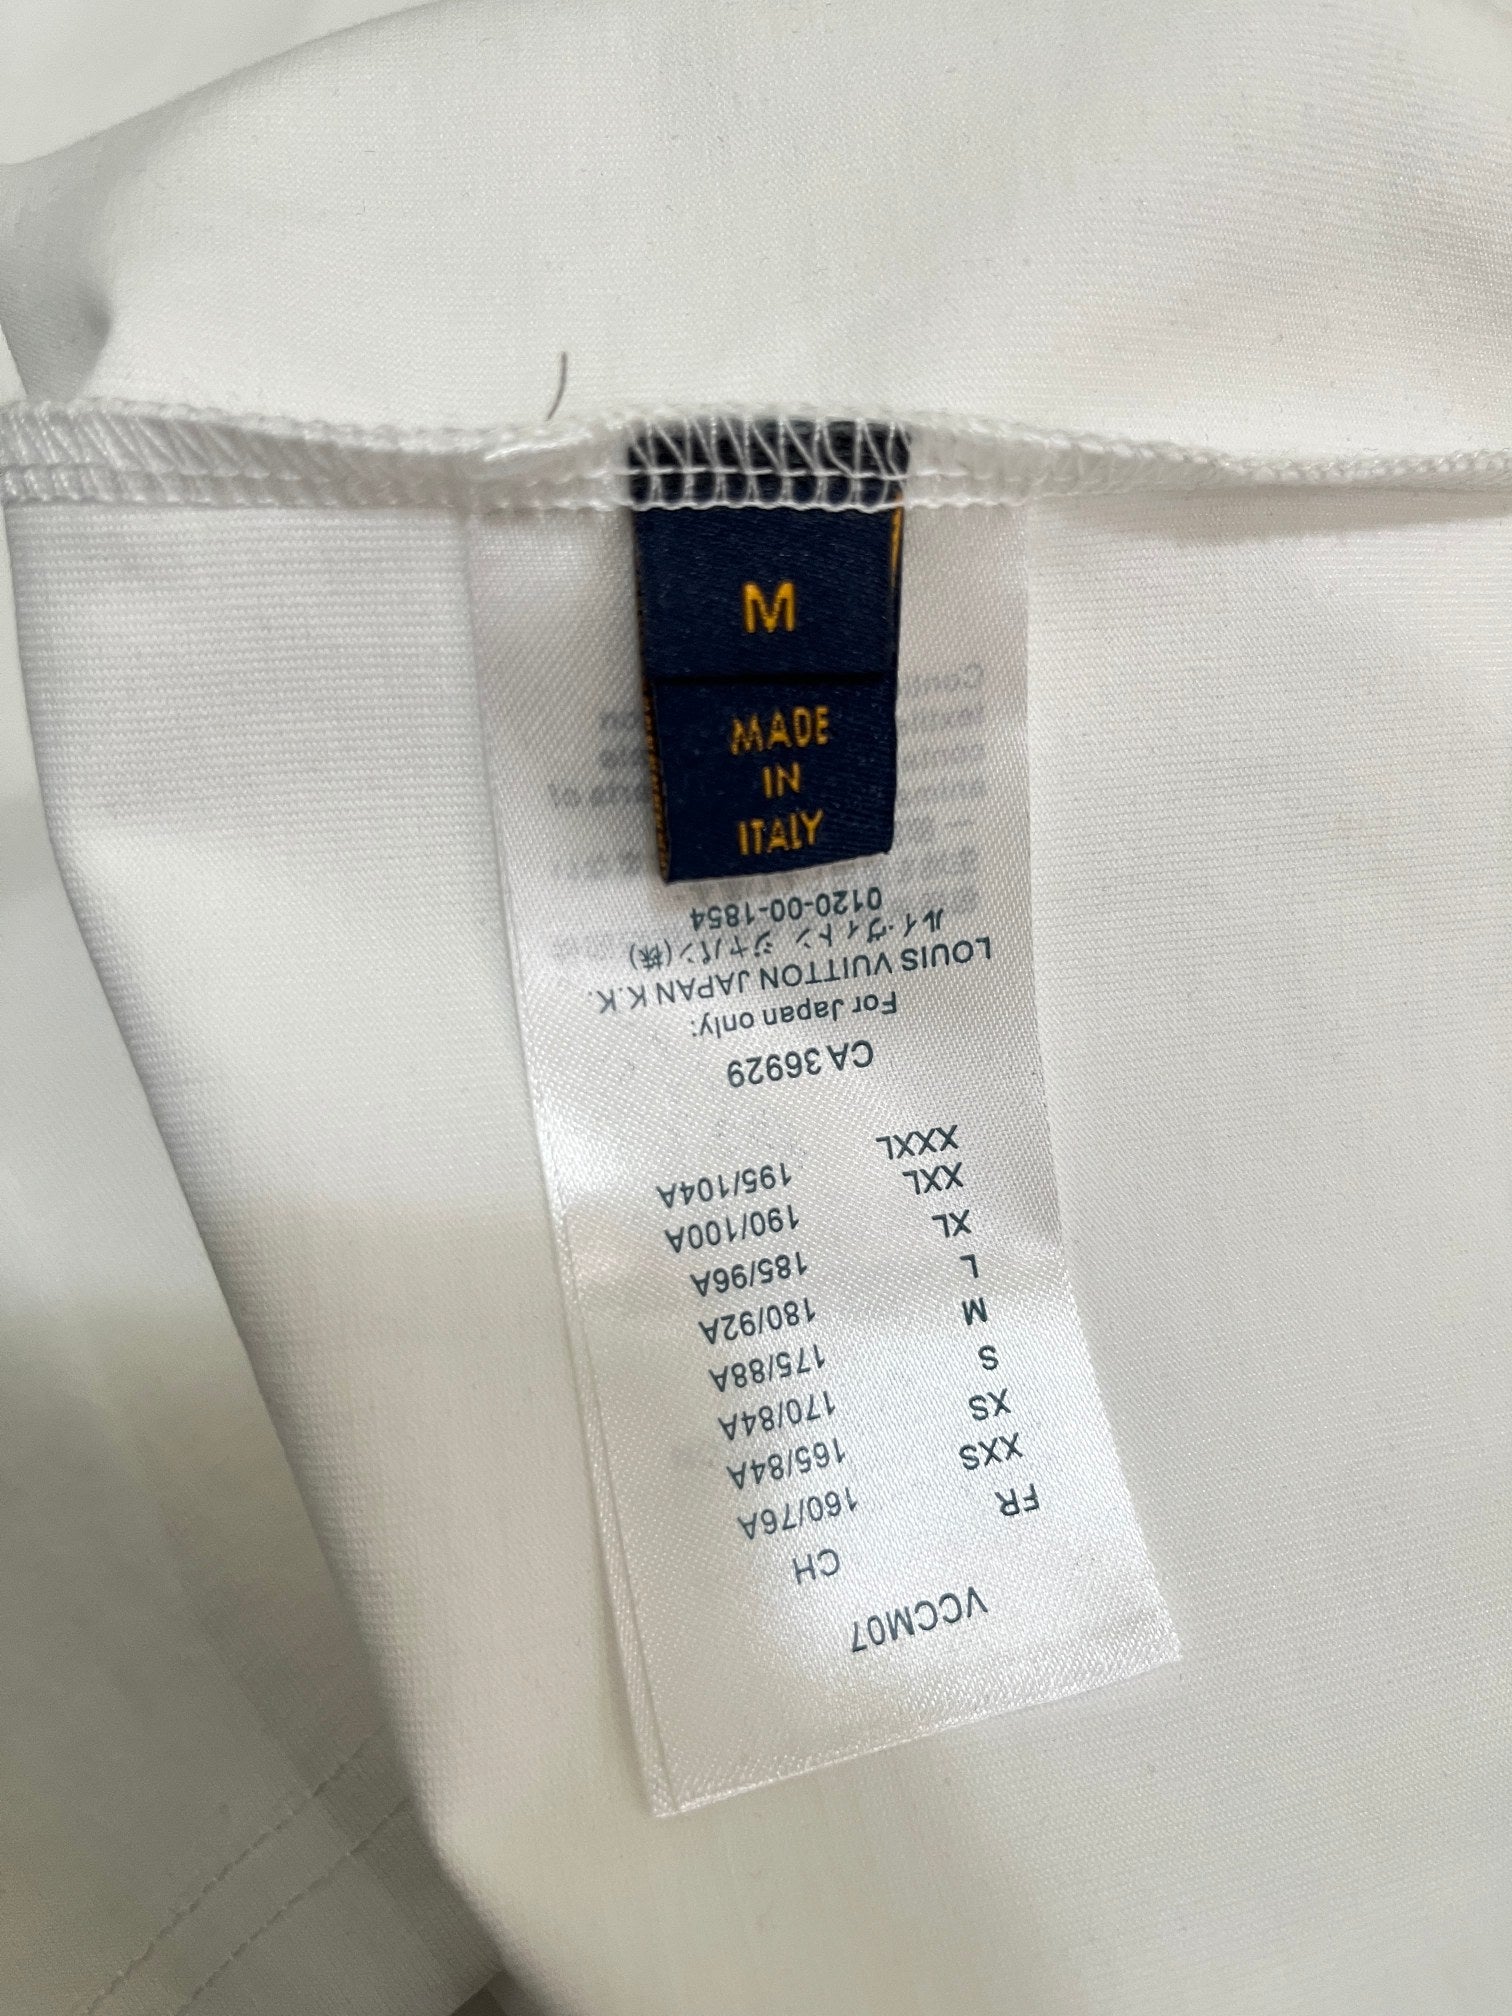 M
MADE
IN
ITALY
VCCM07
FR CH
XXS 160/76A
XS 165/84A
S 170/84A
M 175/88A
L 180/92A
XL 185/96A
XXL 190/100A
XXXL 195/104A
CA 36929
For Japan only:
LOUIS VUITTON JAPAN K.K.
ルイ・ヴィトン ジャパン(株)
0120-00-1854